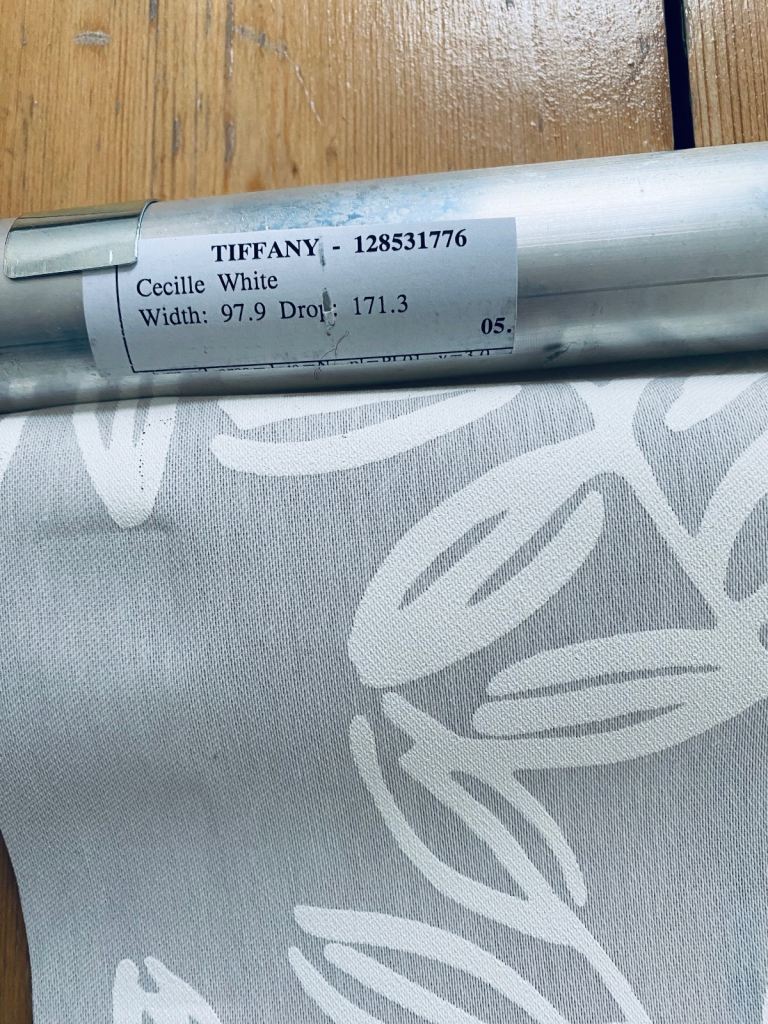 TIFFANY - 128531776
Cecille White
Width: 97.9 Drop: 171.3
05.